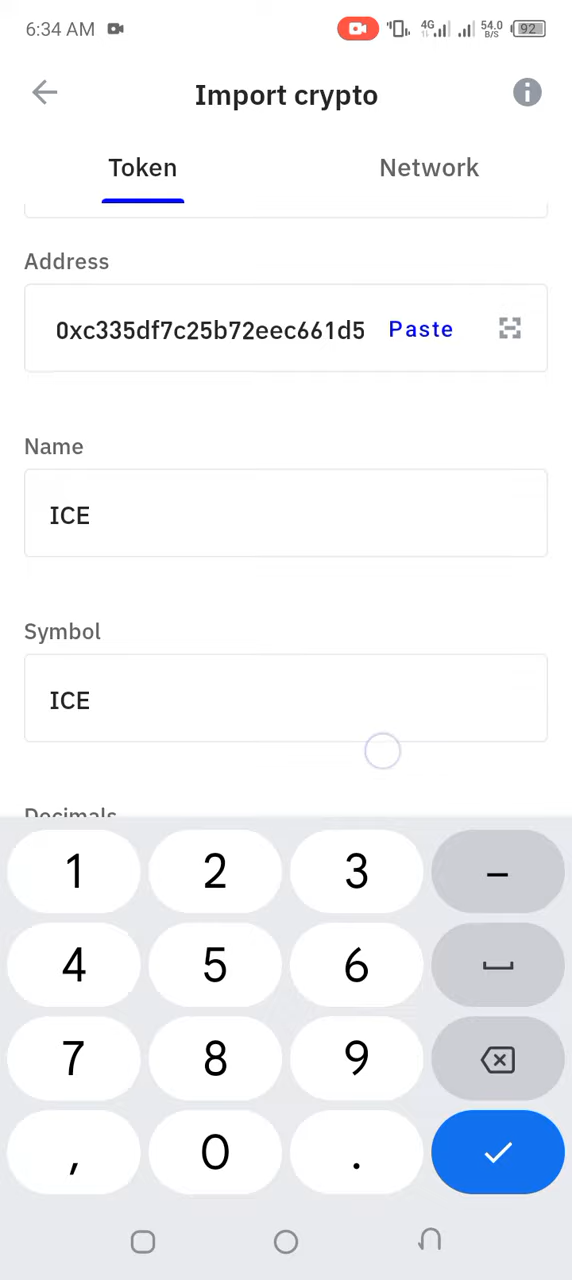 6:34 AM
4G
54.0
B/S
92
Import crypto
Token
Network
Address
0xc335df7c25b72eec661d5
Paste
Name
ICE
Symbol
ICE
Decimals
1 2 3 –
4 5 6
7 8 9
, 0 .